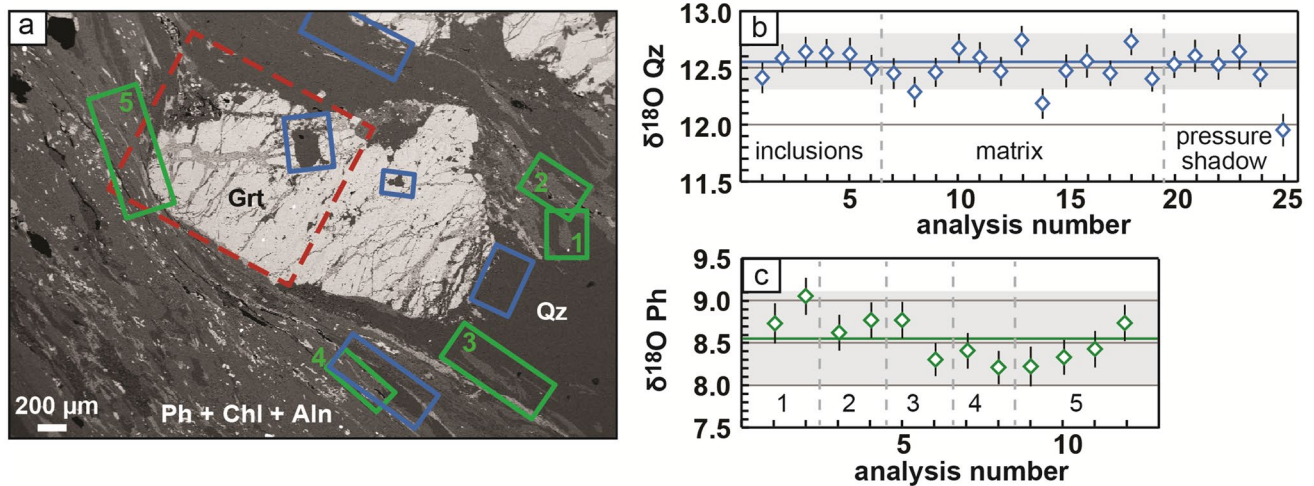 a
5
2
1
Grt
Qz
3
4
200 µm
Ph + Chl + Aln
b
δ18O Qz
13.0
12.5
12.0
11.5
inclusions
matrix
pressure
shadow
5 10 15 20 25
analysis number
c
δ18O Ph
9.5
9.0
8.5
8.0
7.5
1 2 3 4 5
5 10
analysis number